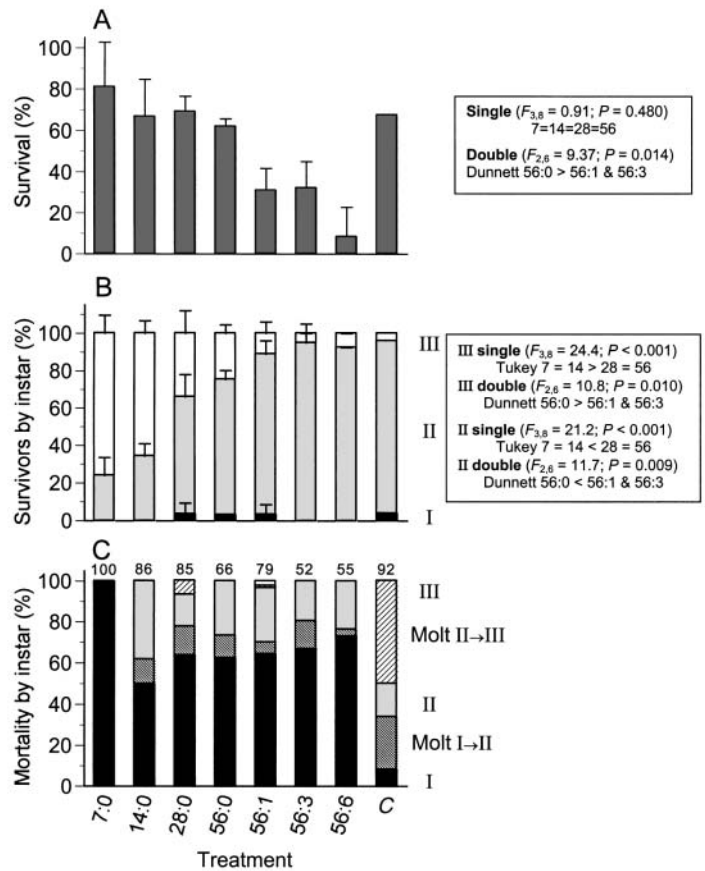 A
Survival (%)
100
80
60
40
20
0
Single (F3,8 = 0.91; P = 0.480)
7=14=28=56
Double (F2,6 = 9.37; P = 0.014)
Dunnett 56:0 > 56:1 & 56:3
B
Survivors by instar (%)
100
80
60
40
20
0
III
II
I
III single (F3,8 = 24.4; P < 0.001)
Tukey 7 = 14 > 28 = 56
III double (F2,6 = 10.8; P = 0.010)
Dunnett 56:0 > 56:1 & 56:3
II single (F3,8 = 21.2; P < 0.001)
Tukey 7 = 14 < 28 = 56
II double (F2,6 = 11.7; P = 0.009)
Dunnett 56:0 < 56:1 & 56:3
C
Mortality by instar (%)
100 86 85 66 79 52 55 92
100
80
60
40
20
0
III
Molt II→III
II
Molt I→II
I
7:0 14:0 28:0 56:0 56:1 56:3 56:6 C
Treatment